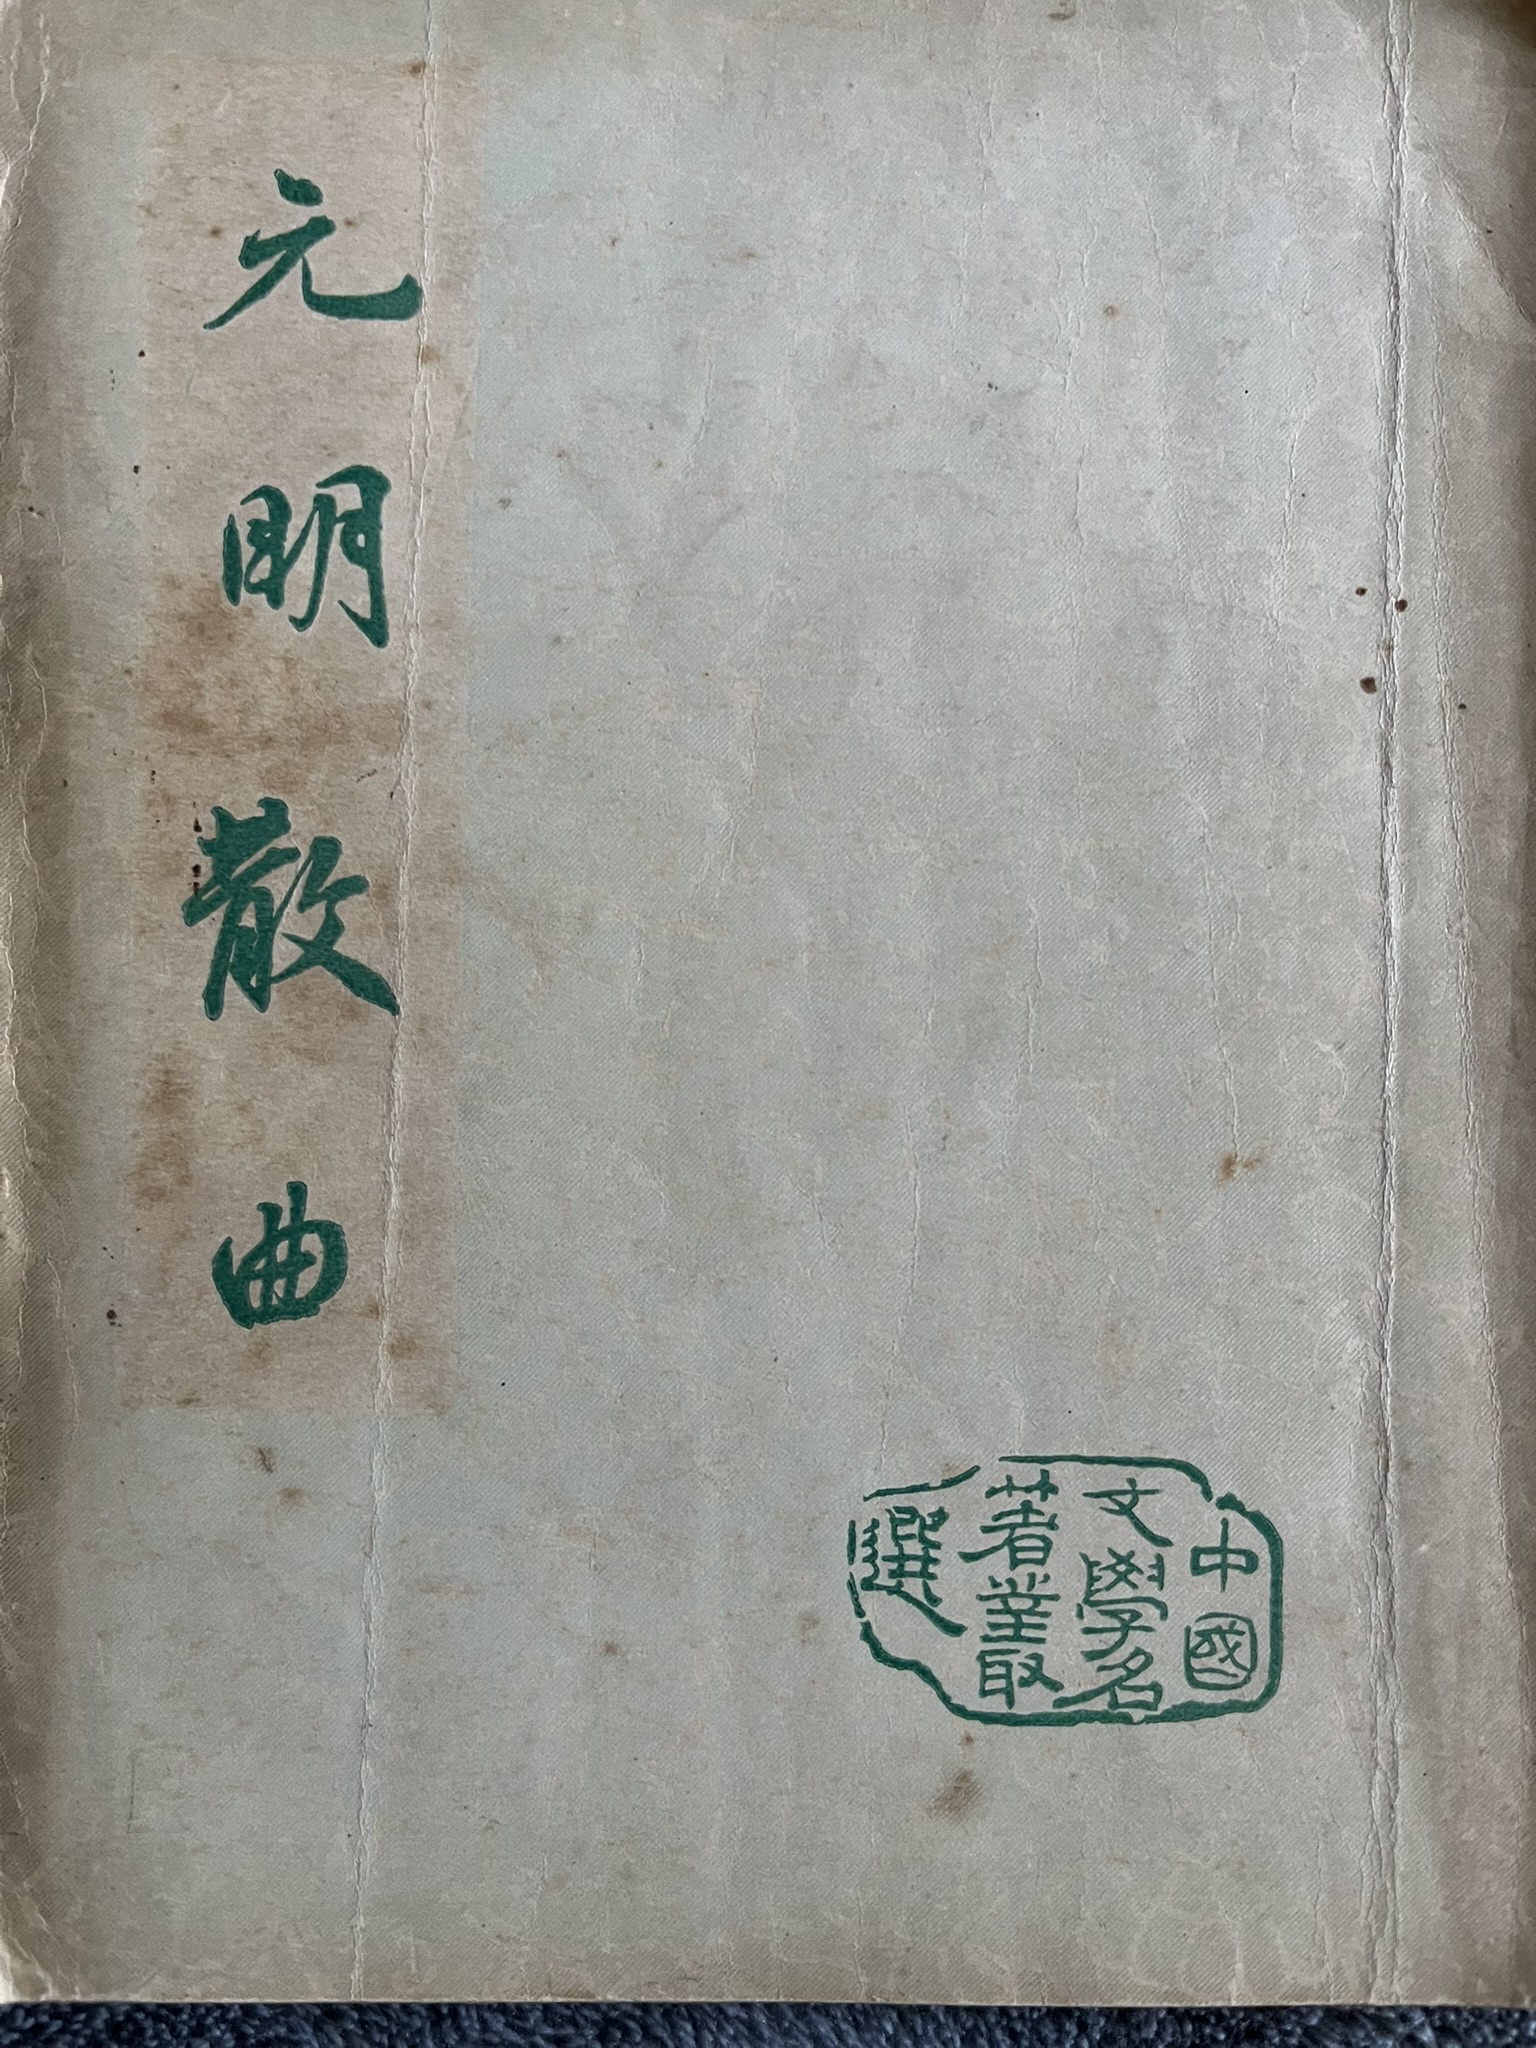 元明散曲
中國
文學名
著叢
選